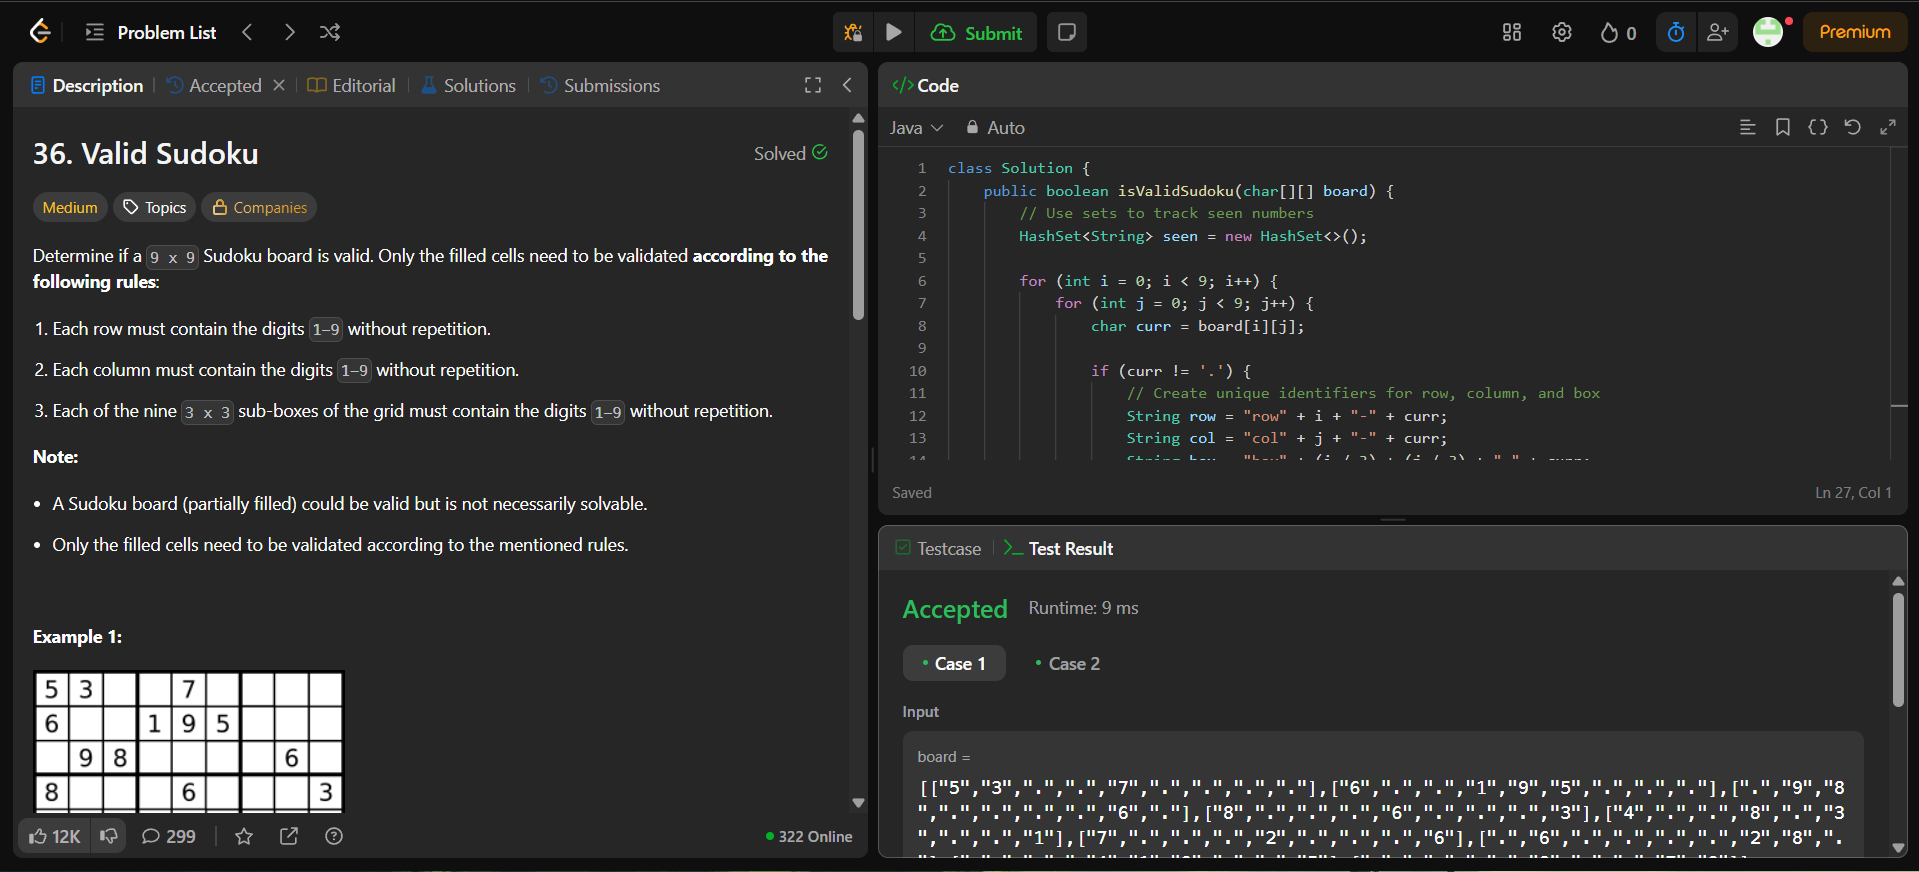 Problem List
Submit
0
Premium
Description
Accepted
Editorial
Solutions
Submissions
36. Valid Sudoku
Solved
Medium
Topics
Companies
Determine if a 9 x 9 Sudoku board is valid. Only the filled cells need to be validated according to the
following rules:
1. Each row must contain the digits 1-9 without repetition.
2. Each column must contain the digits 1-9 without repetition.
3. Each of the nine 3 x 3 sub-boxes of the grid must contain the digits 1-9 without repetition.
Note:
• A Sudoku board (partially filled) could be valid but is not necessarily solvable.
• Only the filled cells need to be validated according to the mentioned rules.
Example 1:
5 3 7
6 1 9 5
9 8 6
8 6 3
12K
299
322 Online
</> Code
Java
Auto
1 class Solution {
2 public boolean isValidSudoku(char[][] board) {
3 // Use sets to track seen numbers
4 HashSet<String> seen = new HashSet<>();
5
6 for (int i = 0; i < 9; i++) {
7 for (int j = 0; j < 9; j++) {
8 char curr = board[i][j];
9
10 if (curr != '.') {
11 // Create unique identifiers for row, column, and box
12 String row = "row" + i + "-" + curr;
13 String col = "col" + j + "-" + curr;
Saved
Ln 27, Col 1
Testcase
>_ Test Result
Accepted
Runtime: 9 ms
• Case 1
• Case 2
Input
board =
[["5","3",".",".","7",".",".",".","."],["6",".",".","1","9","5",".",".","."],[".","9","8
",".",".",".",".","6","."],["8",".",".",".","6",".",".",".","3"],["4",".",".","8",".","3
",".",".","1"],["7",".",".",".","2",".",".",".","6"],[".","6",".",".",".",".","2","8",".